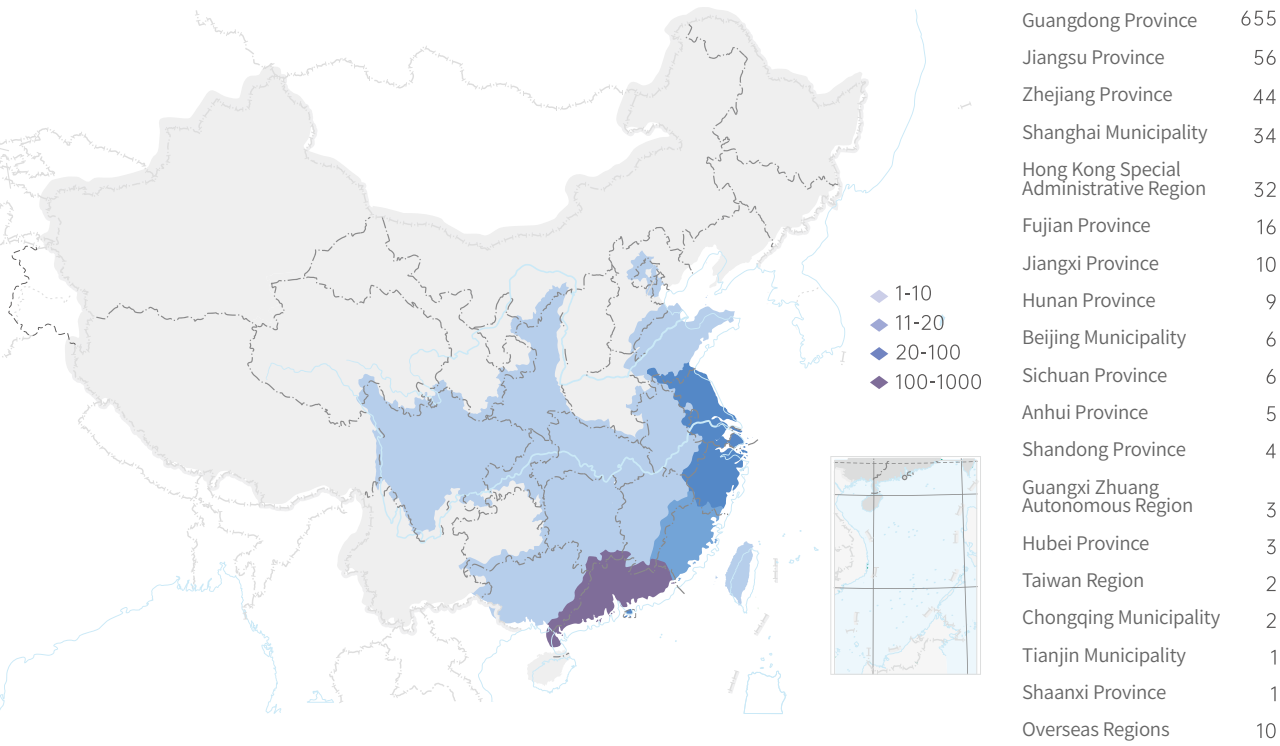 Guangdong Province 655
Jiangsu Province 56
Zhejiang Province 44
Shanghai Municipality 34
Hong Kong Special
Administrative Region 32
Fujian Province 16
Jiangxi Province 10
Hunan Province 9
Beijing Municipality 6
Sichuan Province 6
Anhui Province 5
Shandong Province 4
Guangxi Zhuang
Autonomous Region 3
Hubei Province 3
Taiwan Region 2
Chongqing Municipality 2
Tianjin Municipality 1
Shaanxi Province 1
Overseas Regions 10
1-10
11-20
20-100
100-1000